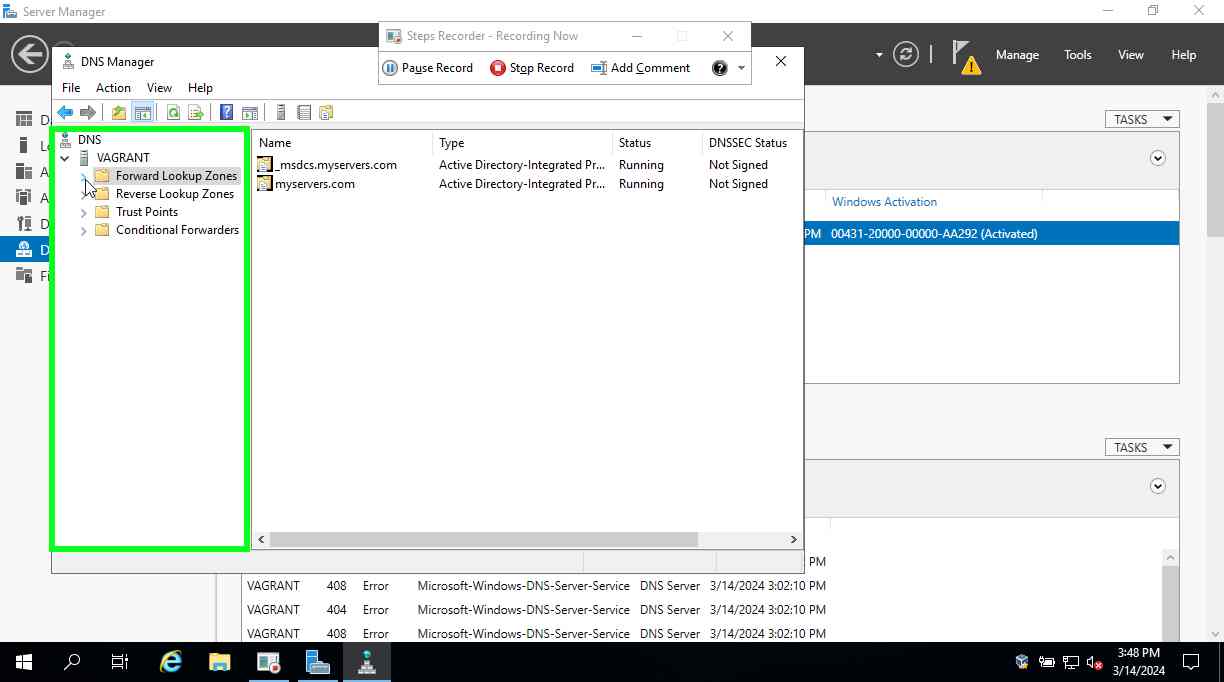 Server Manager
Steps Recorder - Recording Now
Pause Record
Stop Record
Add Comment
Manage
Tools
View
Help
DNS Manager
File
Action
View
Help
DNS
VAGRANT
Forward Lookup Zones
Reverse Lookup Zones
Trust Points
Conditional Forwarders
Name
Type
Status
DNSSEC Status
_msdcs.myservers.com
Active Directory-Integrated Pr...
Running
Not Signed
myservers.com
Active Directory-Integrated Pr...
Running
Not Signed
TASKS
Windows Activation
PM 00431-20000-00000-AA292 (Activated)
TASKS
PM
VAGRANT 408 Error Microsoft-Windows-DNS-Server-Service DNS Server 3/14/2024 3:02:10 PM
VAGRANT 404 Error Microsoft-Windows-DNS-Server-Service DNS Server 3/14/2024 3:02:10 PM
VAGRANT 408 Error Microsoft-Windows-DNS-Server-Service DNS Server 3/14/2024 3:02:10 PM
3:48 PM
3/14/2024